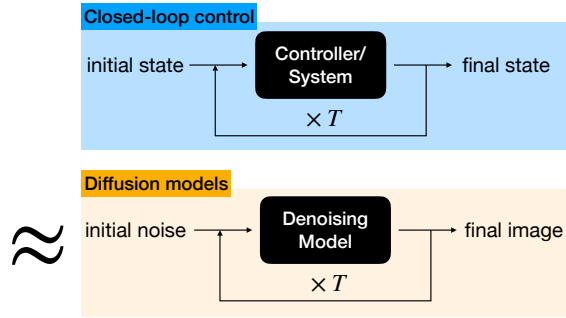 Closed-loop control
initial state
Controller/
System
final state
× T
Diffusion models
≈
initial noise
Denoising
Model
final image
× T